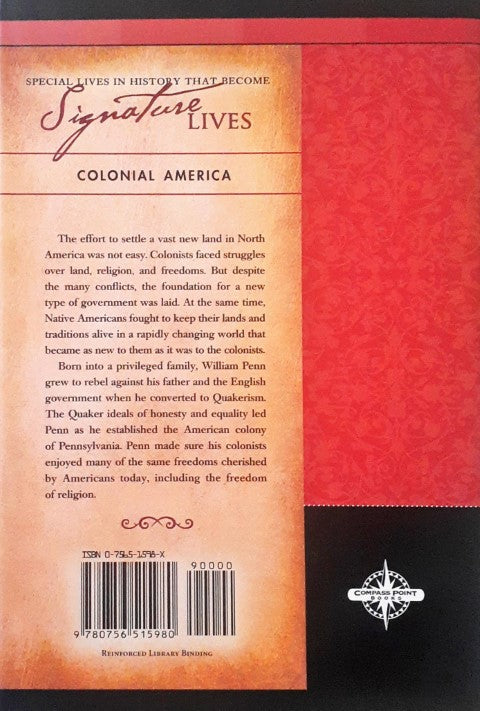 SPECIAL LIVES IN HISTORY THAT BECOME
Signature LIVES
COLONIAL AMERICA
The effort to settle a vast new land in North
America was not easy. Colonists faced struggles
over land, religion, and freedoms. But despite
the many conflicts, the foundation for a new
type of government was laid. At the same time,
Native Americans fought to keep their lands and
traditions alive in a rapidly changing world that
became as new to them as it was to the colonists.
Born into a privileged family, William Penn
grew to rebel against his father and the English
government when he converted to Quakerism.
The Quaker ideals of honesty and equality led
Penn as he established the American colony
of Pennsylvania. Penn made sure his colonists
enjoyed many of the same freedoms cherished
by Americans today, including the freedom
of religion.
ISBN 0-7565-1598-X
90000
9 780756 515980
REINFORCED LIBRARY BINDING
COMPASS POINT
BOOKS